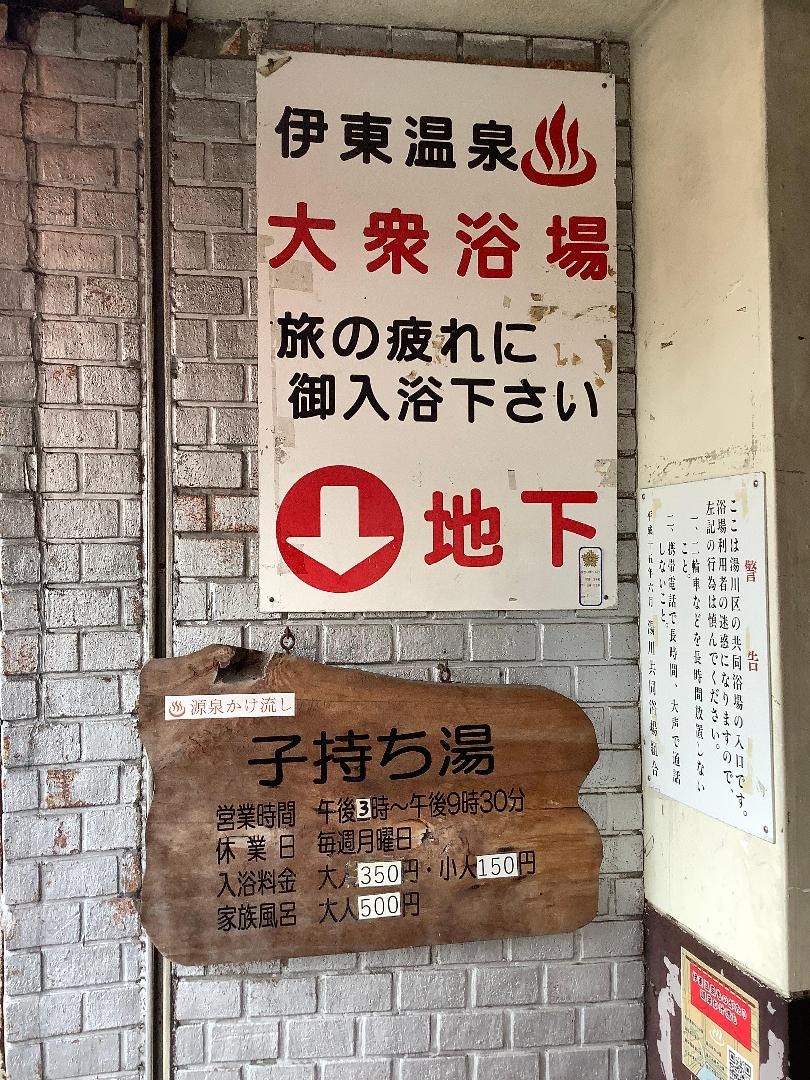 伊東温泉♨
大衆浴場
旅の疲れに
御入浴下さい
地下
♨源泉かけ流し
子持ち湯
営業時間 午後3時～午後9時30分
休業日 毎週月曜日
入浴料金 大人350円・小人150円
家族風呂 大人500円
警告
ここは湯川区の共同浴場の入口です。
浴場利用者の迷惑になりますので、
左記の行為は慎んでください。
一、二輪車などを長時間放置しない
こと。
二、携帯電話で長時間、大声で通話
しないこと。
湯川共同浴場組合